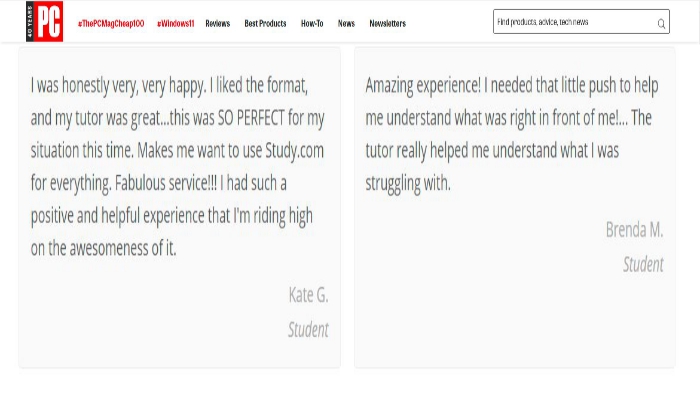 40 YEARS
PC
#ThePCMagCheap100
#Windows11
Reviews
Best Products
How-To
News
Newsletters
Find products, advice, tech news
I was honestly very, very happy. I liked the format,
and my tutor was great...this was SO PERFECT for my
situation this time. Makes me want to use Study.com
for everything. Fabulous service!!! I had such a
positive and helpful experience that I'm riding high
on the awesomeness of it.
Kate G.
Student
Amazing experience! I needed that little push to help
me understand what was right in front of me!... The
tutor really helped me understand what I was
struggling with.
Brenda M.
Student